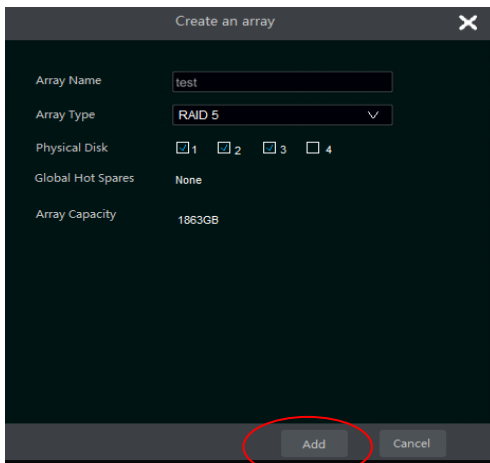 Create an array
Array Name test
Array Type RAID 5
Physical Disk 1 2 3 4
Global Hot Spares None
Array Capacity 1863GB
Add Cancel